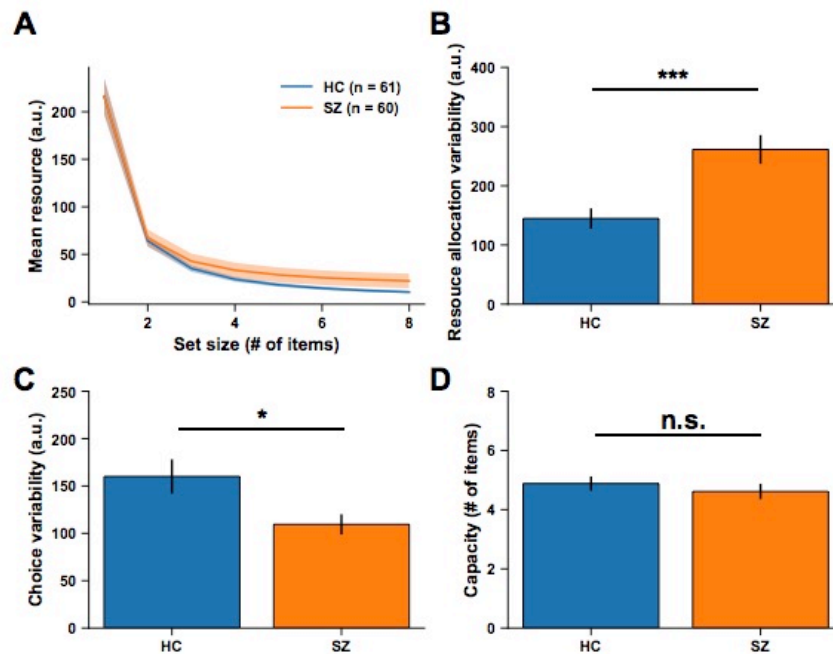 A
HC (n = 61)
SZ (n = 60)
Mean resource (a.u.)
200
150
100
50
0
2
4
6
8
Set size (# of items)
B
***
Resouce allocation variability (a.u.)
400
300
200
100
0
HC
SZ
C
*
Choice variability (a.u.)
250
200
150
100
50
0
HC
SZ
D
n.s.
Capacity (# of items)
8
6
4
2
0
HC
SZ